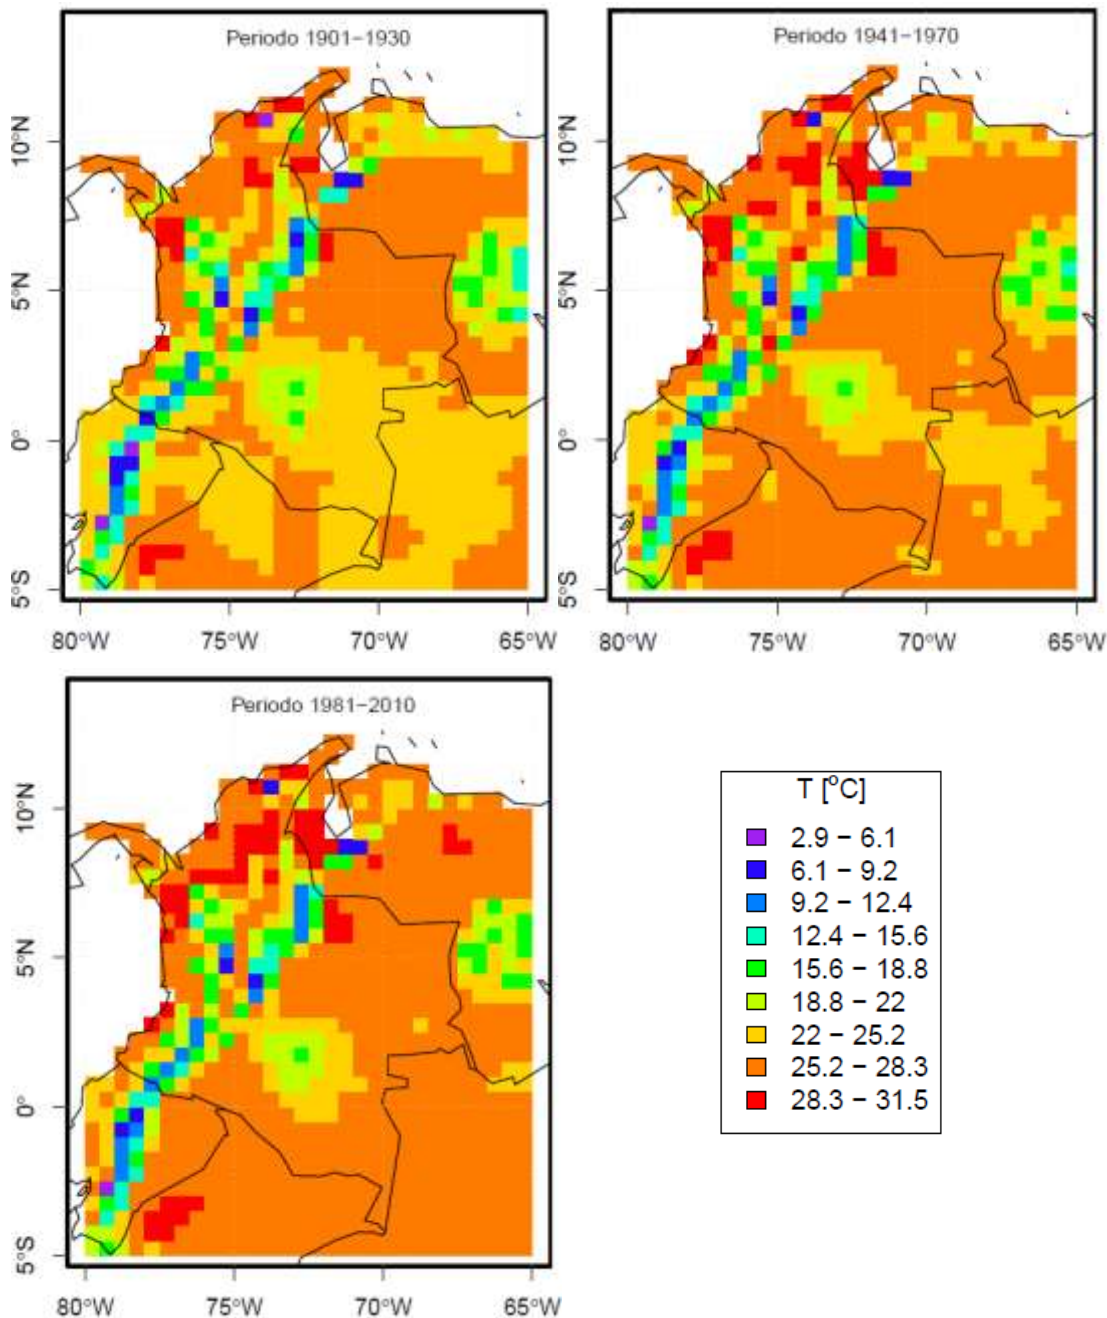 Periodo 1901−1930
10°N
5°N
0°
5°S
80°W 75°W 70°W 65°W
Periodo 1941−1970
10°N
5°N
0°
5°S
80°W 75°W 70°W 65°W
Periodo 1981−2010
10°N
5°N
0°
5°S
80°W 75°W 70°W 65°W
T [°C]
2.9 − 6.1
6.1 − 9.2
9.2 − 12.4
12.4 − 15.6
15.6 − 18.8
18.8 − 22
22 − 25.2
25.2 − 28.3
28.3 − 31.5